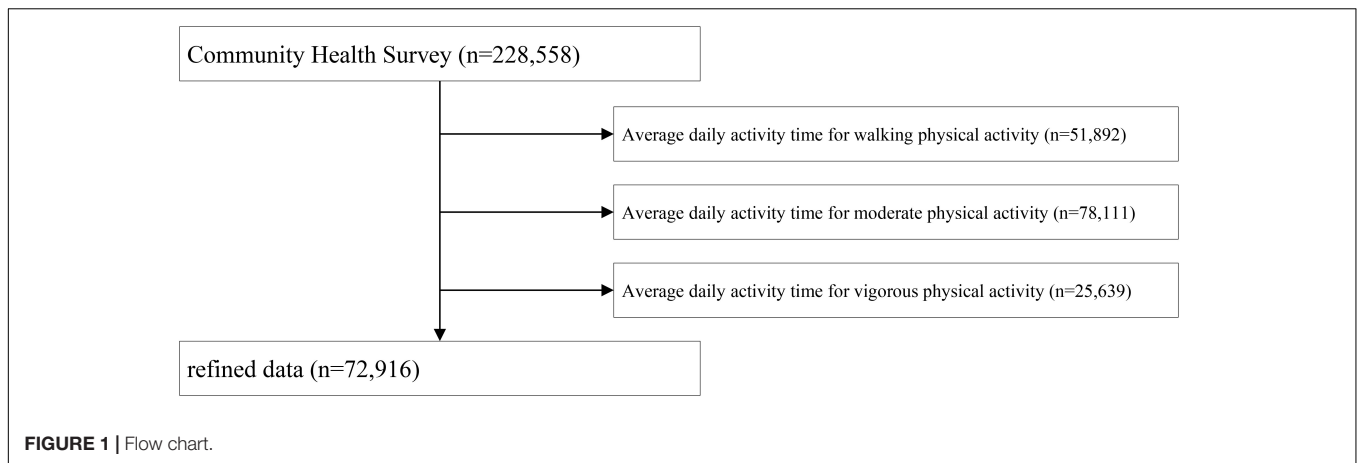 Community Health Survey (n=228,558)
Average daily activity time for walking physical activity (n=51,892)
Average daily activity time for moderate physical activity (n=78,111)
Average daily activity time for vigorous physical activity (n=25,639)
refined data (n=72,916)
FIGURE 1 | Flow chart.